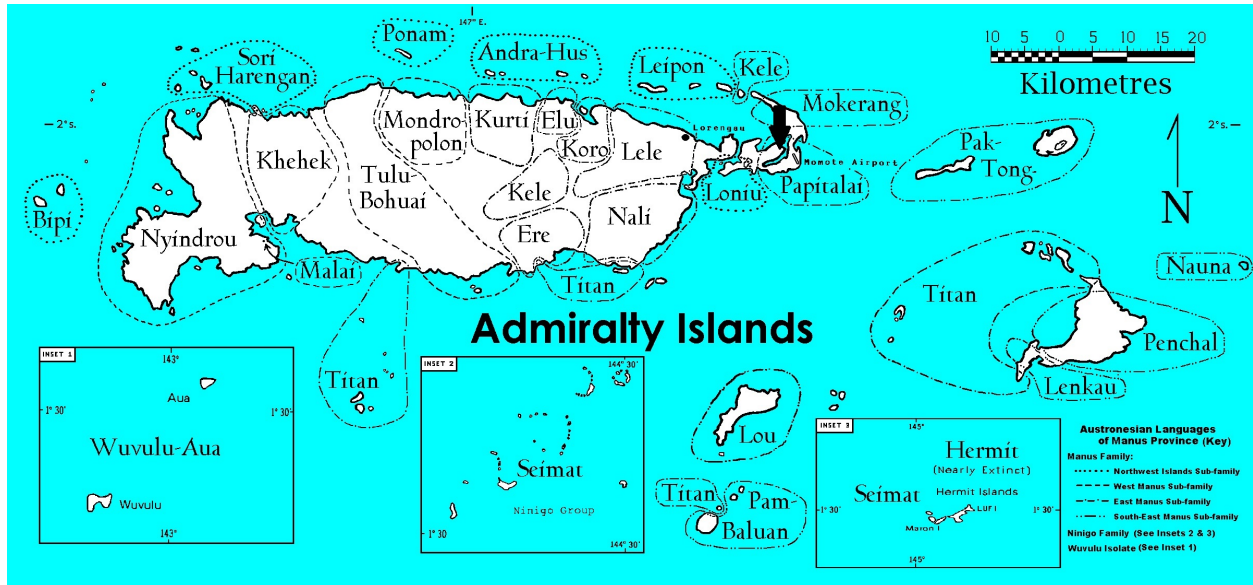 147° E.
Ponam
Andra-Hus
Sori
Harengan
Leipon
Kele
Mokerang
10 5 0 5 10 15 20
Kilometres
2°s.
2°s.
N
Mondro-
polon
Kurti
Elu
Koro
Lele
Lorengau
Momote Airport
Khehek
Tulu-
Bohuai
Kele
Loniu
Papitalai
Pak-
Tong
Bipi
Nyindrou
Nali
Ere
Malai
Titan
Nauna
Titan
Admiralty Islands
Penchal
Titan
Lenkau
Lou
Titan
Pam-
Baluan
INSET 1
143°
Aua
1° 30'
1° 30'
Wuvulu-Aua
Wuvulu
143°
INSET 2
144°30'
Seimat
Ninigo Group
1° 30'
144°30'
INSET 3
145°
Hermit
(Nearly Extinct)
Hermit Islands
Seimat
Luf I
1° 30'
1° 30'
Maron I
145°
Austronesian Languages
of Manus Province (Key)
Manus Family:
Northwest Islands Sub-family
West Manus Sub-family
East Manus Sub-family
South-East Manus Sub-family
Ninigo Family (See Insets 2 & 3)
Wuvulu Isolate (See Inset 1)